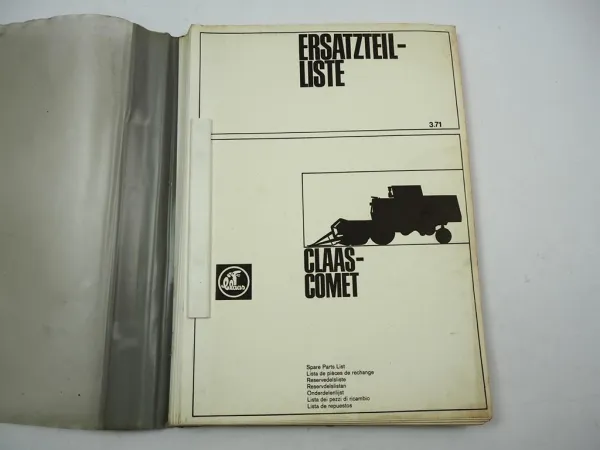 ERSATZTEIL-
LISTE
3.71
CLAAS
CLAAS-
COMET
Spare Parts List
Liste de pièces de rechange
Reservedelsliste
Reservdelslistan
Onderdelenlijst
Lista dei pezzi di ricambio
Lista de repuestos